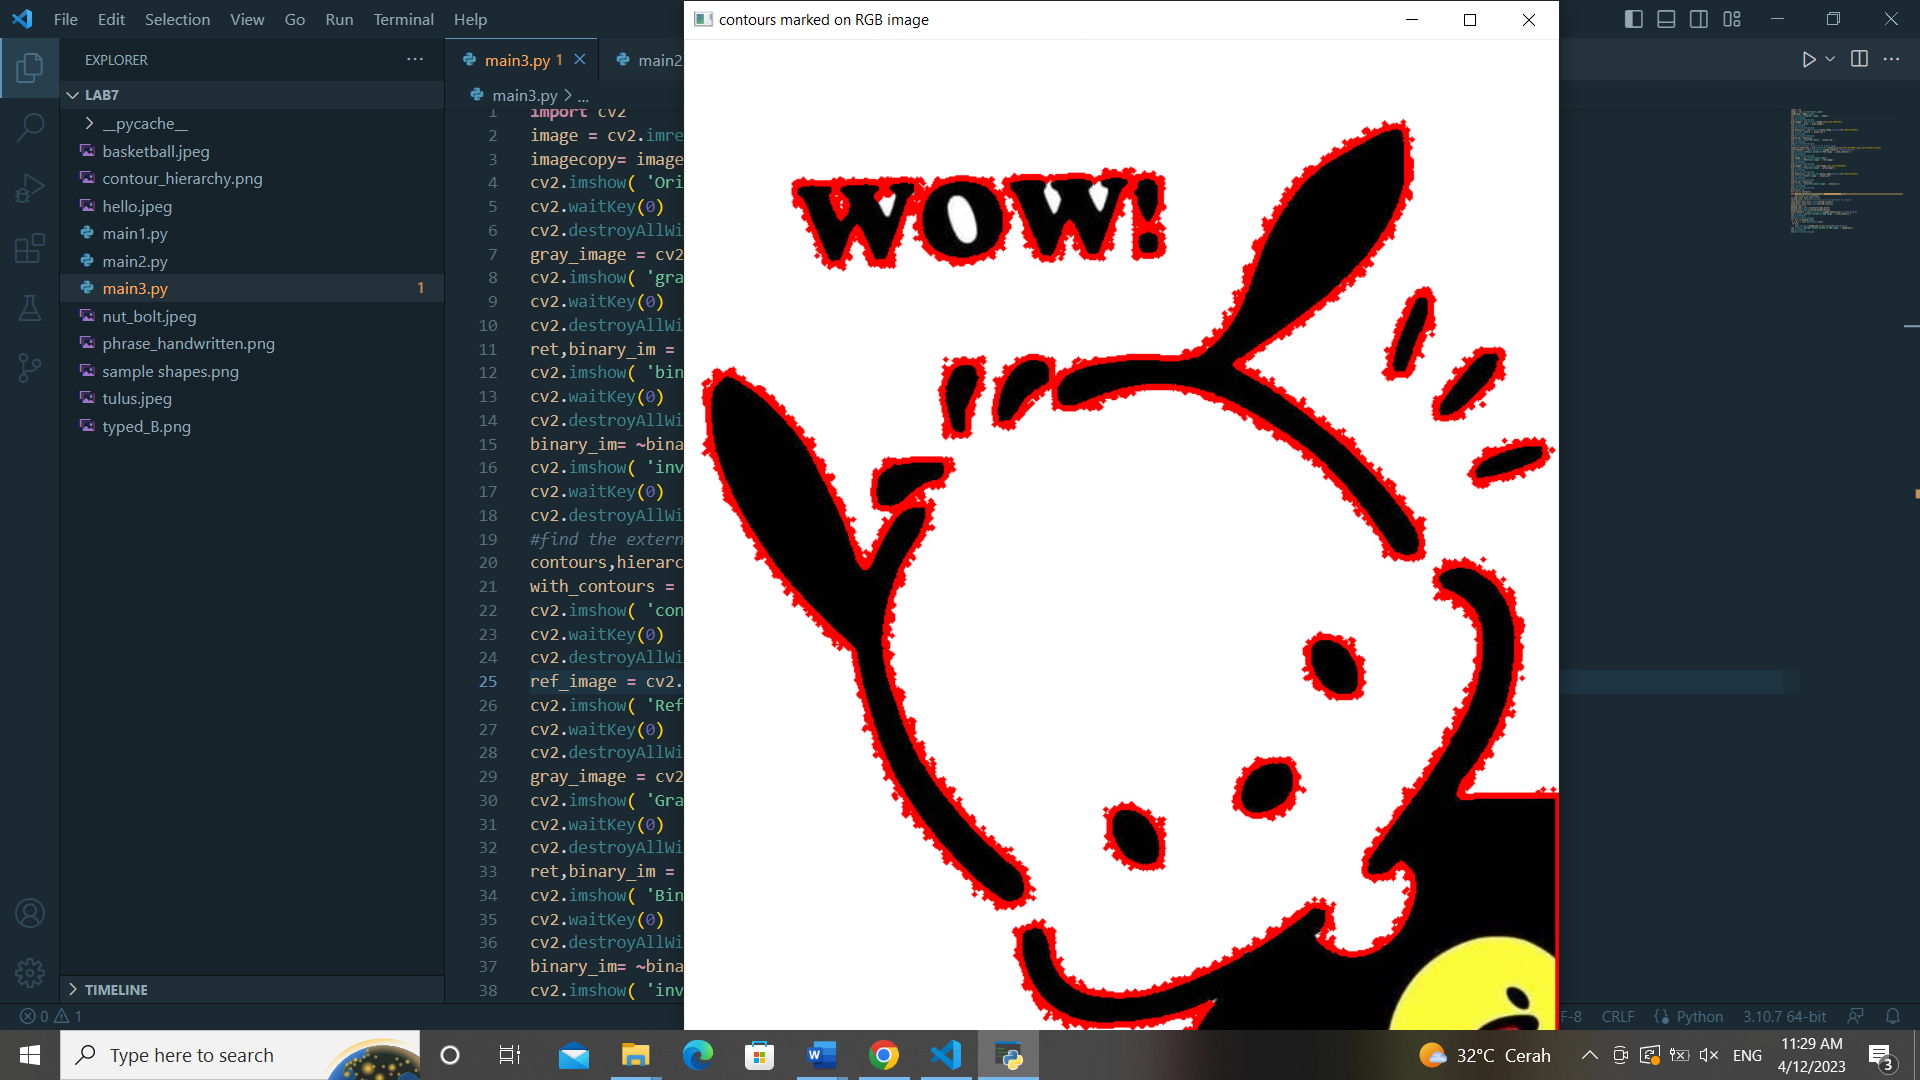 File Edit Selection View Go Run Terminal Help
contours marked on RGB image
EXPLORER
main3.py 1
main2
LAB7
main3.py > ...
__pycache__
basketball.jpeg
contour_hierarchy.png
hello.jpeg
main1.py
main2.py
main3.py 1
nut_bolt.jpeg
phrase_handwritten.png
sample shapes.png
tulus.jpeg
typed_B.png
TIMELINE
1 import cv2
2 image = cv2.imre
3 imagecopy= image
4 cv2.imshow( 'Ori
5 cv2.waitKey(0)
6 cv2.destroyAllWi
7 gray_image = cv2
8 cv2.imshow( 'gra
9 cv2.waitKey(0)
10 cv2.destroyAllWi
11 ret,binary_im =
12 cv2.imshow( 'bin
13 cv2.waitKey(0)
14 cv2.destroyAllWi
15 binary_im= ~bina
16 cv2.imshow( 'inv
17 cv2.waitKey(0)
18 cv2.destroyAllWi
19 #find the extern
20 contours,hierarc
21 with_contours =
22 cv2.imshow( 'con
23 cv2.waitKey(0)
24 cv2.destroyAllWi
25 ref_image = cv2.
26 cv2.imshow( 'Ref
27 cv2.waitKey(0)
28 cv2.destroyAllWi
29 gray_image = cv2
30 cv2.imshow( 'Gra
31 cv2.waitKey(0)
32 cv2.destroyAllWi
33 ret,binary_im =
34 cv2.imshow( 'Bin
35 cv2.waitKey(0)
36 cv2.destroyAllWi
37 binary_im= ~bina
38 cv2.imshow( 'inv
WOW!
0 1
F-8 CRLF Python 3.10.7 64-bit
Type here to search
32°C Cerah
ENG
11:29 AM
4/12/2023
3